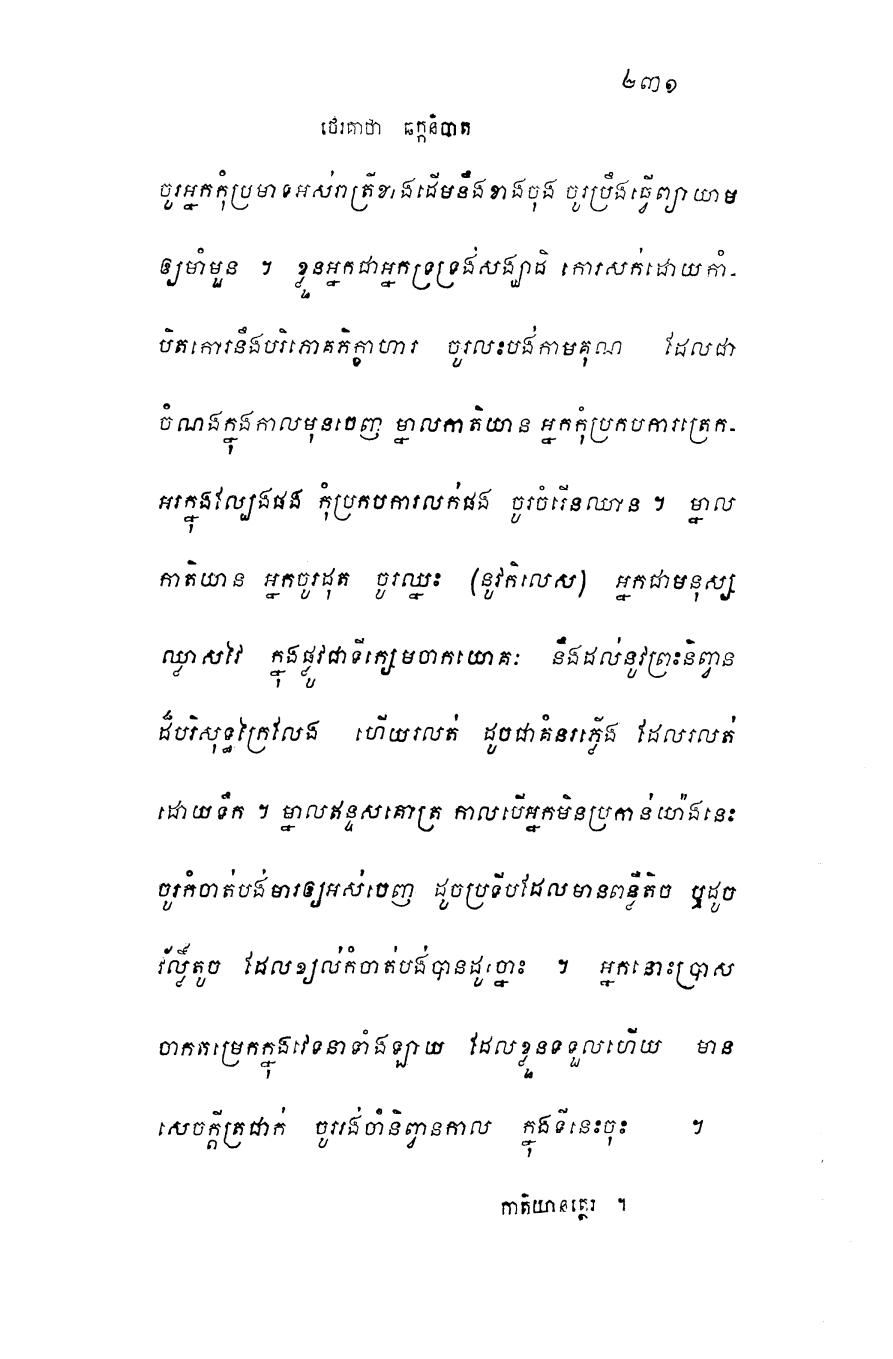 ២៣១
ថេរគាថា ឆក្កនិបាត
ចូរអ្នកកុំប្រមាទអស់រាត្រីខាងដើមនឹងខាងចុង ចូរប្រឹងធ្វើព្យាយាម
ឲ្យមាំមួន ។ ខ្លួនអ្នកជាអ្នកទ្រទ្រង់សង្ឃាដិ កោរសក់ដោយកាំ-
បិតកោរនឹងបរិភោគភិក្ខាហារ ចូរលះបង់កាមគុណ ដែលជា
ចំណងក្នុងកាលមុនចេញ ម្នាលកាតិយាន អ្នកកុំប្រកបការត្រេក-
អរក្នុងល្បែងផង កុំប្រកបការលក់ផង ចូរចំរើនឈាន ។ ម្នាល
កាតិយាន អ្នកចូរដុត ចូរឈ្នះ (នូវកិលេស) អ្នកជាមនុស្ស
ឈ្លាសវៃ ក្នុងផ្លូវជាទីក្សេមចាកយោគៈ នឹងដល់នូវព្រះនិព្វាន
ដ៏បរិសុទ្ធក្រៃលែង ហើយរលត់ ដូចជាគំនរភ្លើង ដែលរលត់
ដោយទឹក ។ ម្នាលឥន្ទសគោត្រ កាលបើអ្នកមិនប្រកាន់យ៉ាងនេះ
ចូរកំចាត់បង់មារឲ្យអស់ចេញ ដូចប្រទីបដែលមានពន្លឺតិច ឬដូច
វល្លិ៍តូច ដែលខ្យល់កំចាត់បង់បានដូច្នោះ ។ អ្នកនោះប្រាស
ចាកតម្រេកក្នុងវេទនាទាំងឡាយ ដែលខ្លួនទទួលហើយ មាន
សេចក្តីត្រជាក់ ចូររង់ចាំនិព្វានកាល ក្នុងទីនេះចុះ ។
កាតិយានត្ថេរ ។